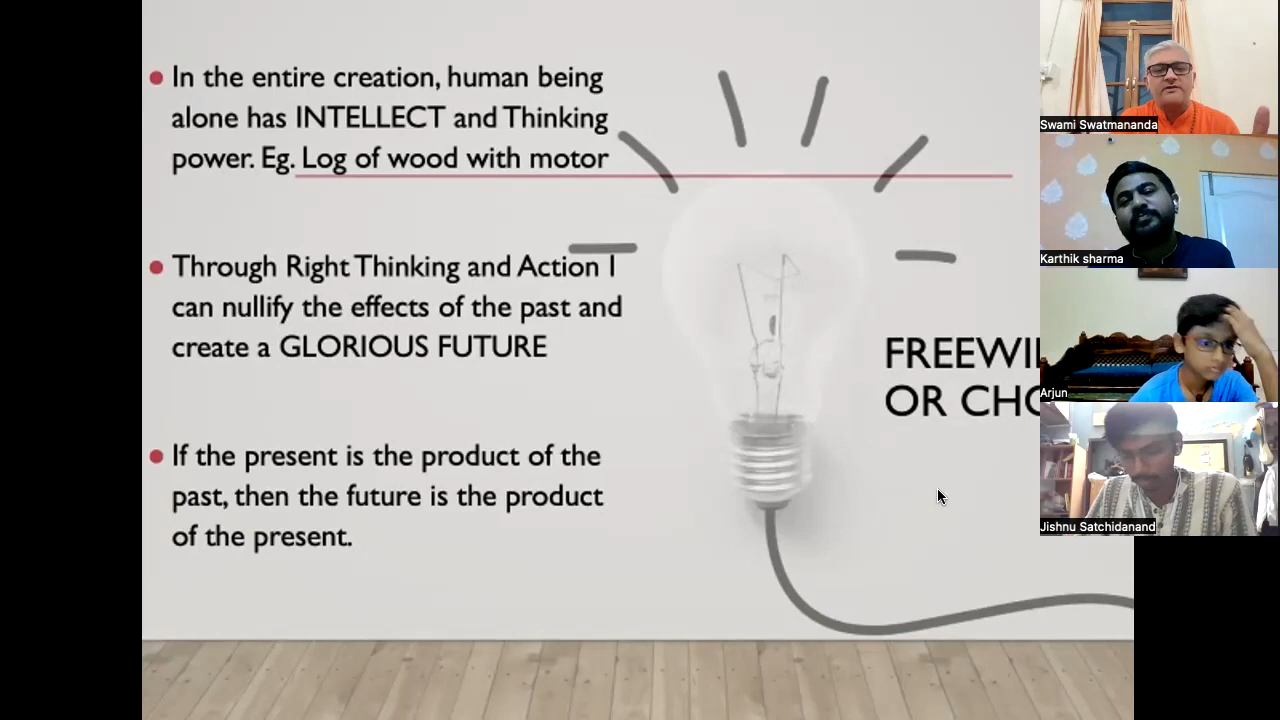 In the entire creation, human being
alone has INTELLECT and Thinking
power. Eg. Log of wood with motor
Through Right Thinking and Action I
can nullify the effects of the past and
create a GLORIOUS FUTURE
If the present is the product of the
past, then the future is the product
of the present.
OR
Swami Swatmananda
Karthik sharma
Arjun
Jishnu Satchidanand